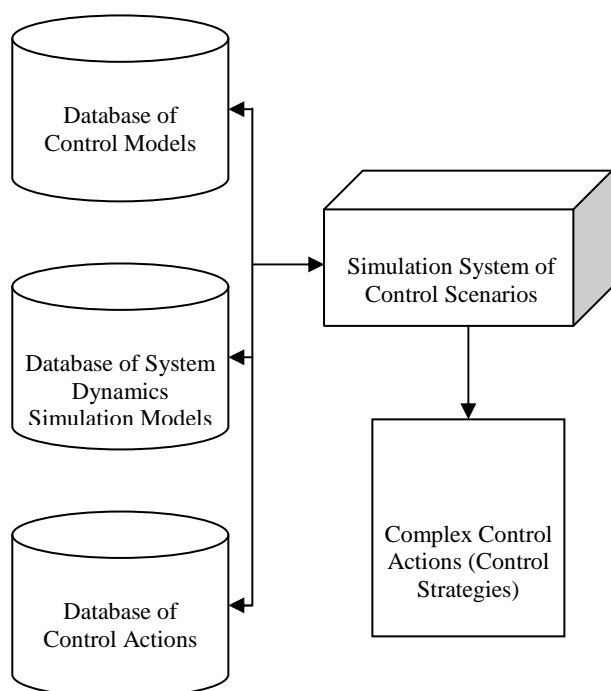 Database of
Control Models
Simulation System of
Control Scenarios
Database of System
Dynamics
Simulation Models
Complex Control
Actions (Control
Strategies)
Database of
Control Actions